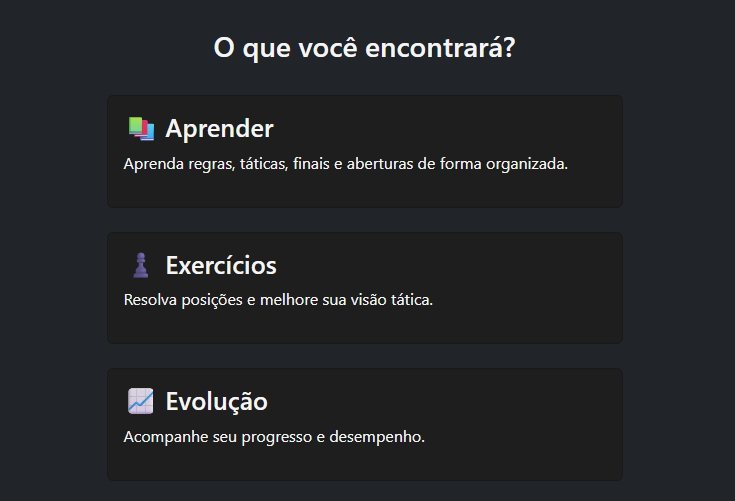 O que você encontrará?
Aprender
Aprenda regras, táticas, finais e aberturas de forma organizada.
Exercícios
Resolva posições e melhore sua visão tática.
Evolução
Acompanhe seu progresso e desempenho.